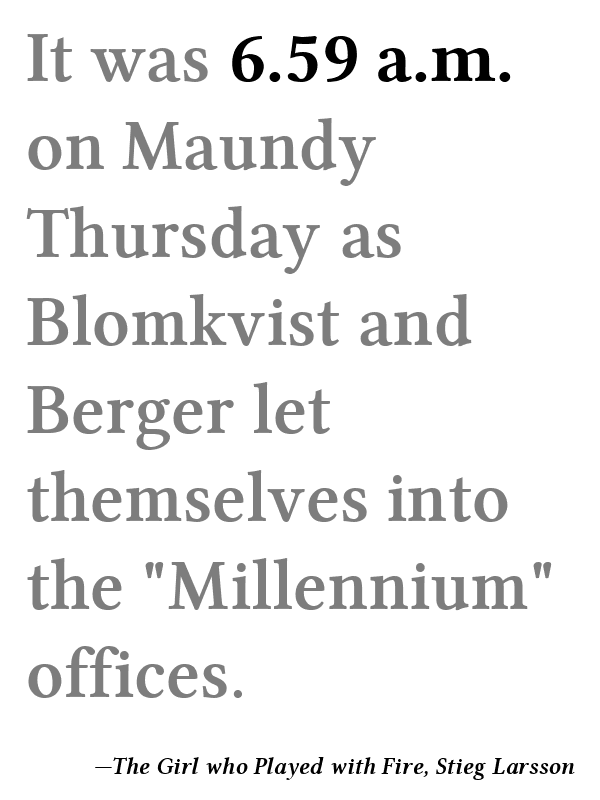 It was 6.59 a.m.
on Maundy
Thursday as
Blomkvist and
Berger let
themselves into
the "Millennium"
offices.
—The Girl who Played with Fire, Stieg Larsson